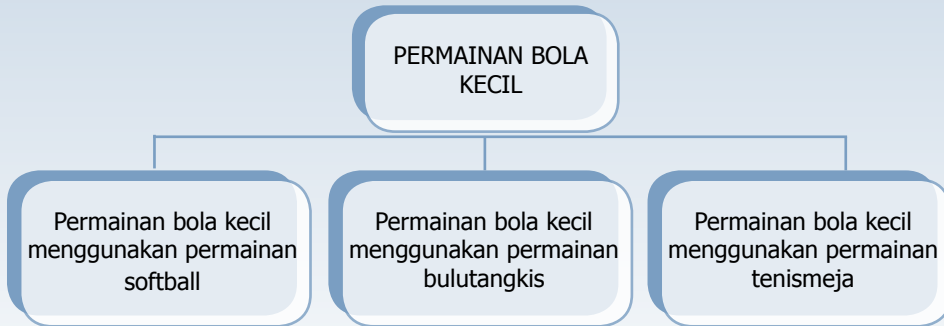 PERMAINAN BOLA
KECIL
Permainan bola kecil
menggunakan permainan
softball
Permainan bola kecil
menggunakan permainan
bulutangkis
Permainan bola kecil
menggunakan permainan
tenismeja